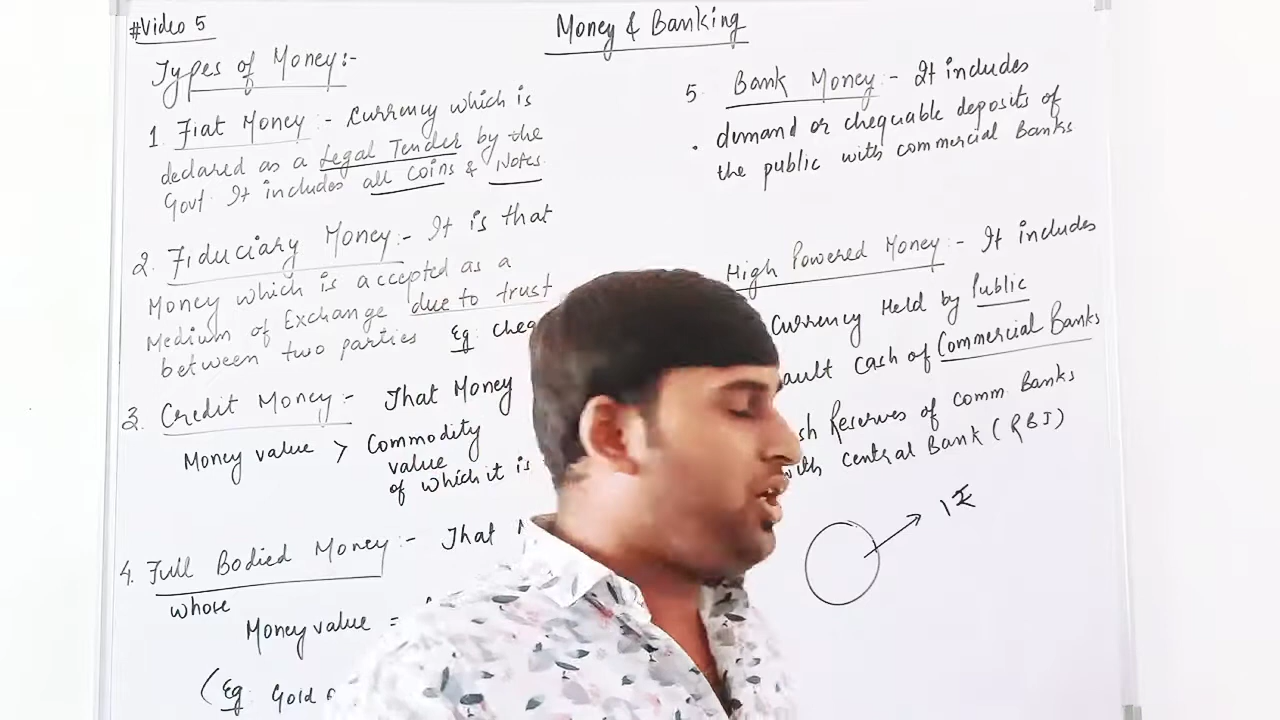 #Video 5
Money & Banking
Types of Money:-
1. Fiat Money:- Currency which is
declared as a Legal Tender by the
Govt. It includes all Coins & Notes.
2. Fiduciary Money:- It is that
Money which is accepted as a
Medium of Exchange due to trust
between two parties Eg: cheq
3. Credit Money:- That Money
Money value > Commodity
value
of which it is
4. Full Bodied Money:- That
whose
Money value =
(Eg: Gold
5. Bank Money:- It includes
demand or chequable deposits of
the public with commercial Banks
High Powered Money:- It includes
Currency Held by Public
ault Cash of Commercial Banks
sh Reserves of Comm. Banks
with Central Bank (RBI)
1₹